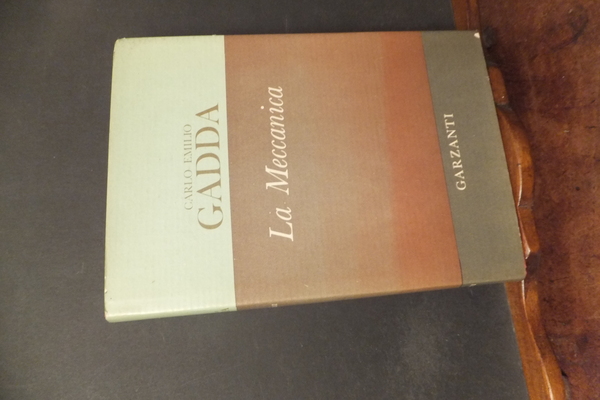 CARLO EMILIO
GADDA
La Meccanica
GARZANTI